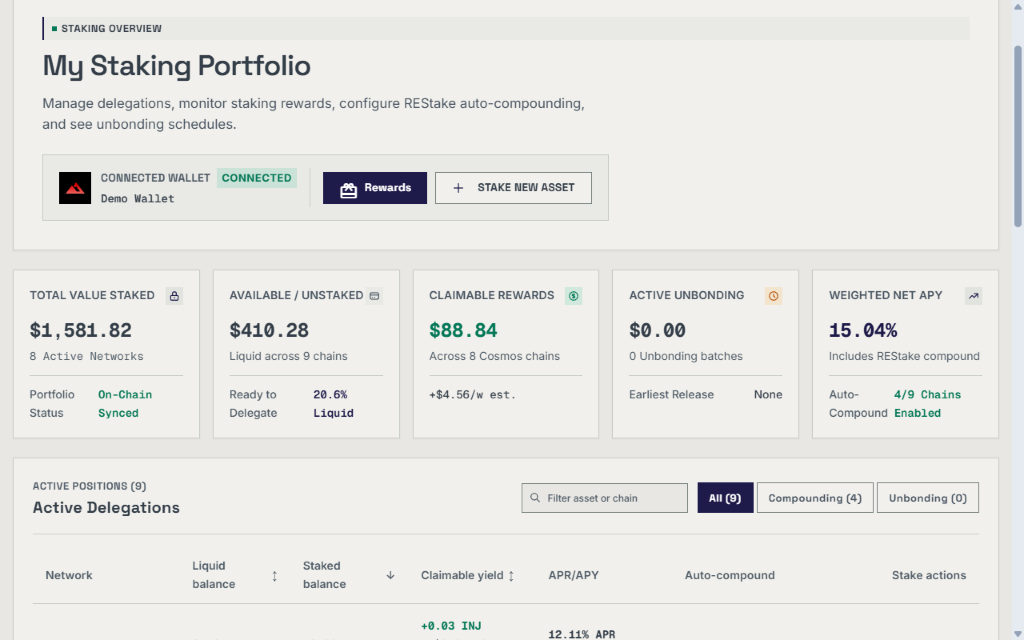 STAKING OVERVIEW
My Staking Portfolio
Manage delegations, monitor staking rewards, configure REStake auto-compounding,
and see unbonding schedules.
CONNECTED WALLET CONNECTED
Demo Wallet
Rewards
STAKE NEW ASSET
TOTAL VALUE STAKED
$1,581.82
8 Active Networks
Portfolio Status
On-Chain Synced
AVAILABLE / UNSTAKED
$410.28
Liquid across 9 chains
Ready to Delegate
20.6% Liquid
CLAIMABLE REWARDS
$88.84
Across 8 Cosmos chains
+$4.56/w est.
ACTIVE UNBONDING
$0.00
0 Unbonding batches
Earliest Release None
WEIGHTED NET APY
15.04%
Includes REStake compound
Auto-Compound
4/9 Chains Enabled
ACTIVE POSITIONS (9)
Active Delegations
Filter asset or chain
All (9)
Compounding (4)
Unbonding (0)
Network
Liquid balance
Staked balance
Claimable yield
APR/APY
Auto-compound
Stake actions
+0.03 INJ
12.11% APR